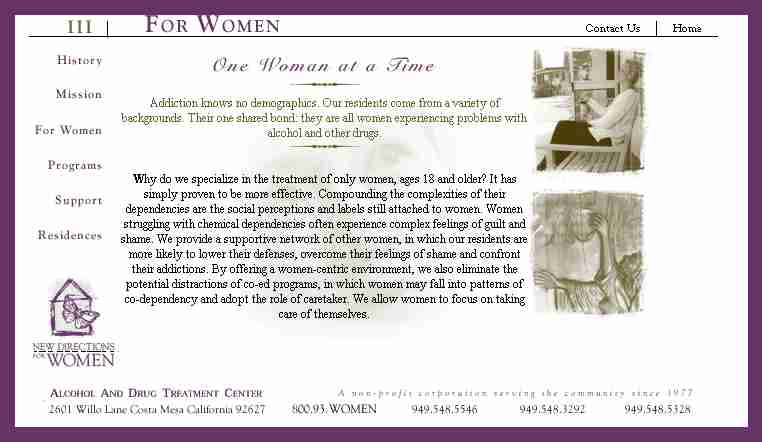 III
FOR WOMEN
Contact Us
Home
History
Mission
For Women
Programs
Support
Residences
One Woman at a Time
Addiction knows no demographics. Our residents come from a variety of
backgrounds. Their one shared bond: they are all women experiencing problems with
alcohol and other drugs.
Why do we specialize in the treatment of only women, ages 18 and older? It has
simply proven to be more effective. Compounding the complexities of their
dependencies are the social perceptions and labels still attached to women. Women
struggling with chemical dependencies often experience complex feelings of guilt and
shame. We provide a supportive network of other women, in which our residents are
more likely to lower their defenses, overcome their feelings of shame and confront
their addictions. By offering a women-centric environment, we also eliminate the
potential distractions of co-ed programs, in which women may fall into patterns of
co-dependency and adopt the role of caretaker. We allow women to focus on taking
care of themselves.
NEW DIRECTIONS
FOR WOMEN
ALCOHOL AND DRUG TREATMENT CENTER
A non-profit corporation serving the community since 1977
2601 Willo Lane Costa Mesa California 92627
800.93.WOMEN
949.548.5546
949.548.3292
949.548.5328